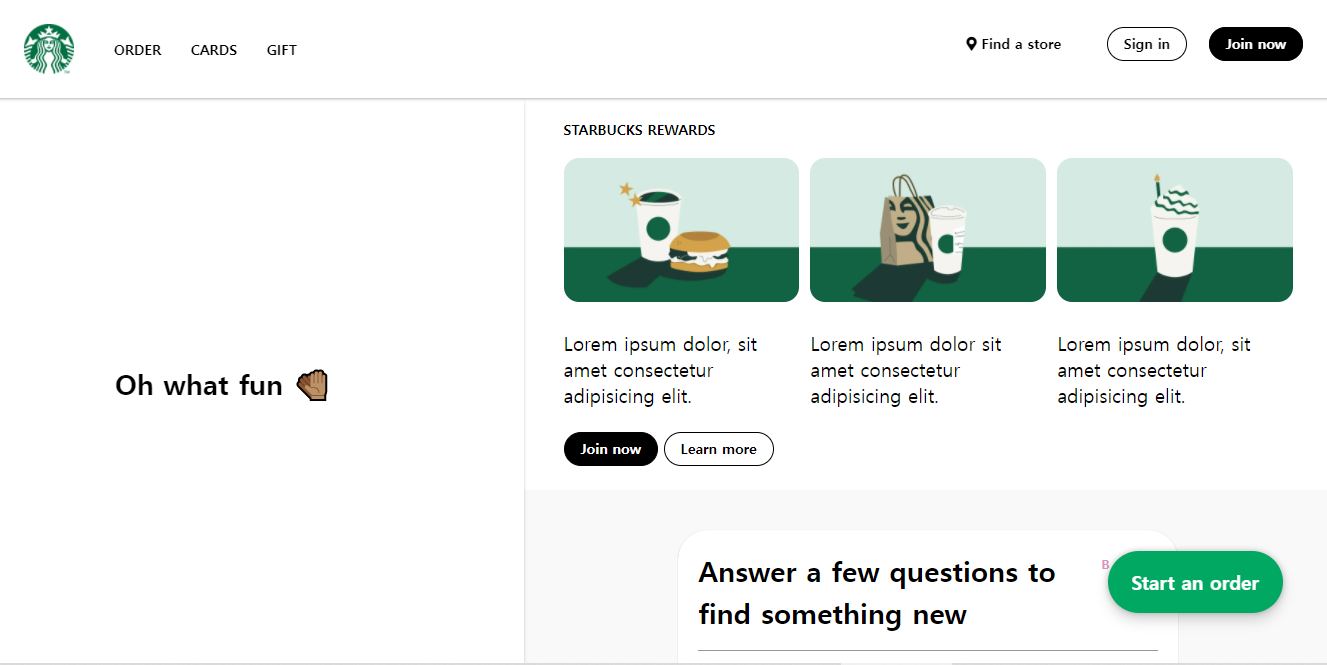 ORDER
CARDS
GIFT
Find a store
Sign in
Join now
Oh what fun
STARBUCKS REWARDS
Lorem ipsum dolor, sit
amet consectetur
adipisicing elit.
Lorem ipsum dolor sit
amet consectetur
adipisicing elit.
Lorem ipsum dolor, sit
amet consectetur
adipisicing elit.
Join now
Learn more
Answer a few questions to
find something new
B
Start an order